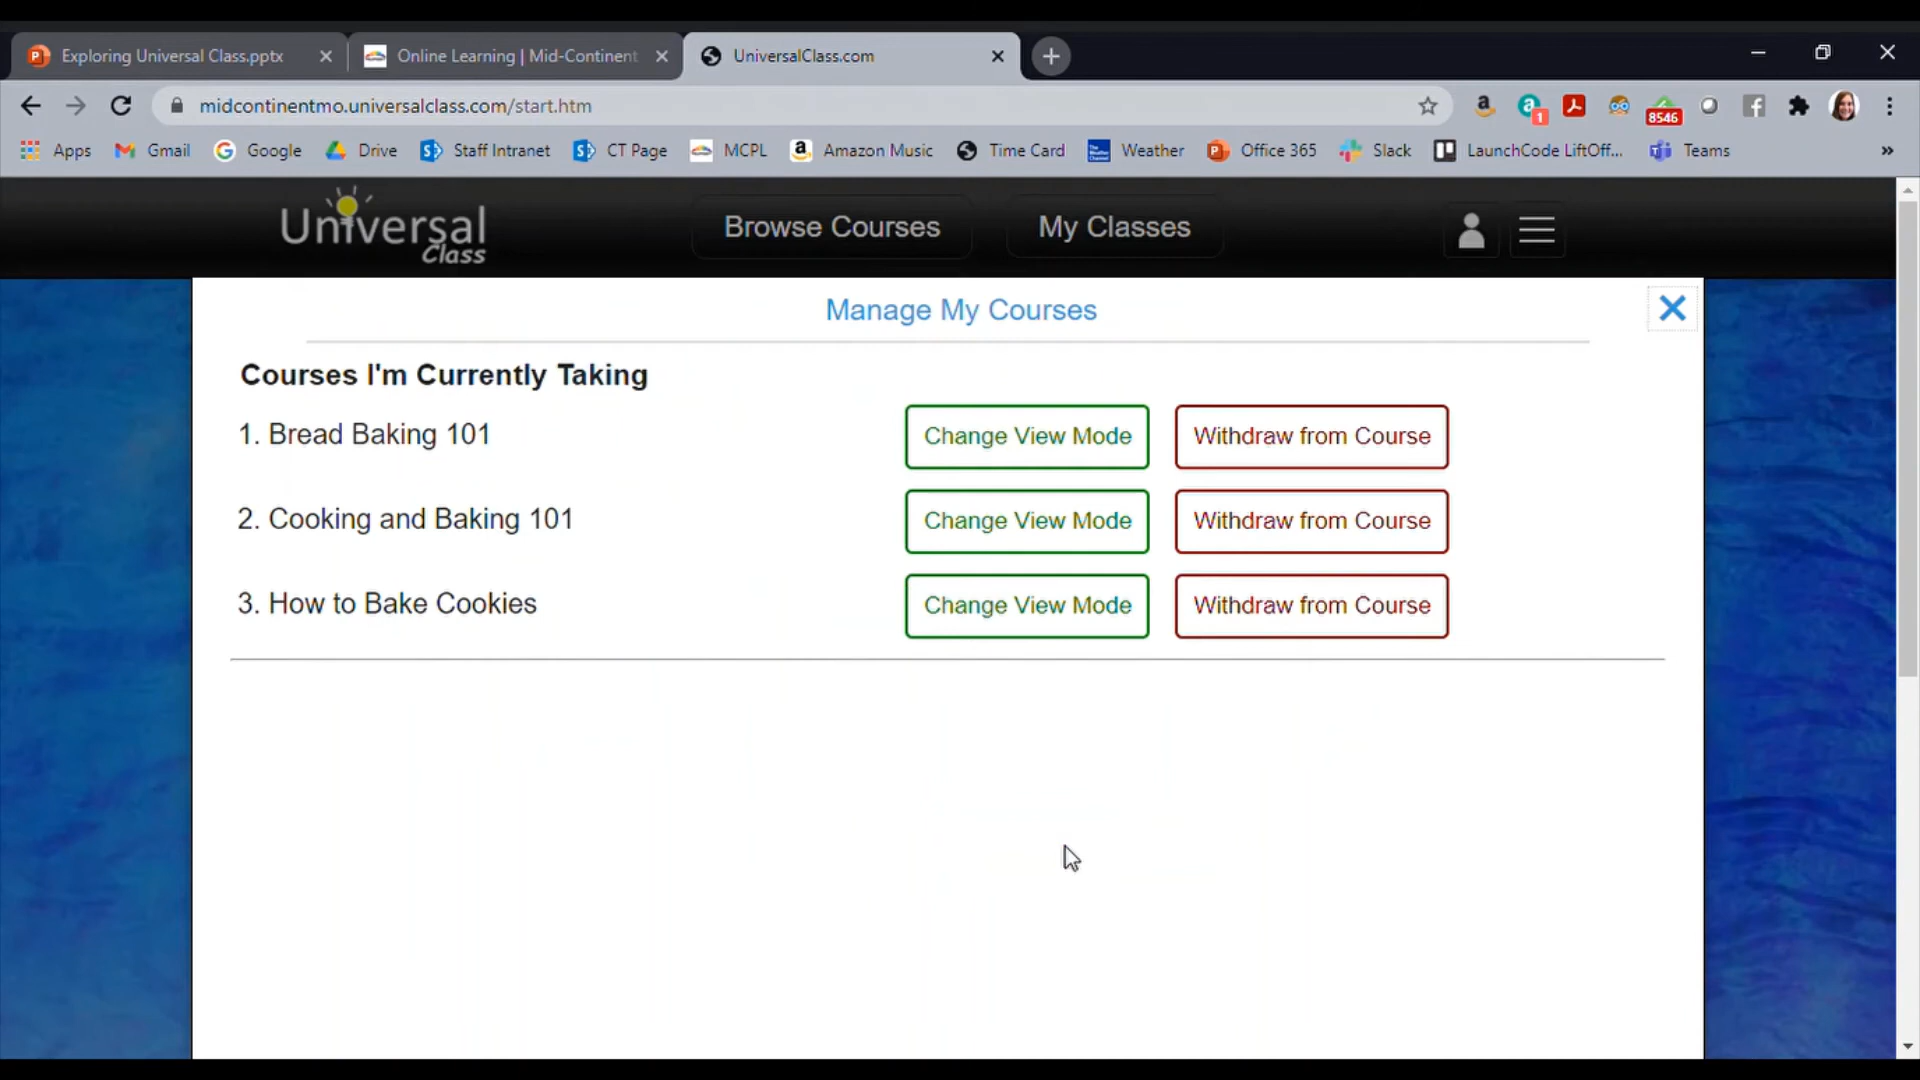 Exploring Universal Class.pptx
Online Learning | Mid-Continent
UniversalClass.com
midcontinentmo.universalclass.com/start.htm
1
8546
Apps
Gmail
Google
Drive
Staff Intranet
CT Page
MCPL
Amazon Music
Time Card
Weather
Office 365
Slack
LaunchCode LiftOff...
Teams
Universal
Class
Browse Courses
My Classes
Manage My Courses
Courses I'm Currently Taking
1. Bread Baking 101
Change View Mode
Withdraw from Course
2. Cooking and Baking 101
Change View Mode
Withdraw from Course
3. How to Bake Cookies
Change View Mode
Withdraw from Course